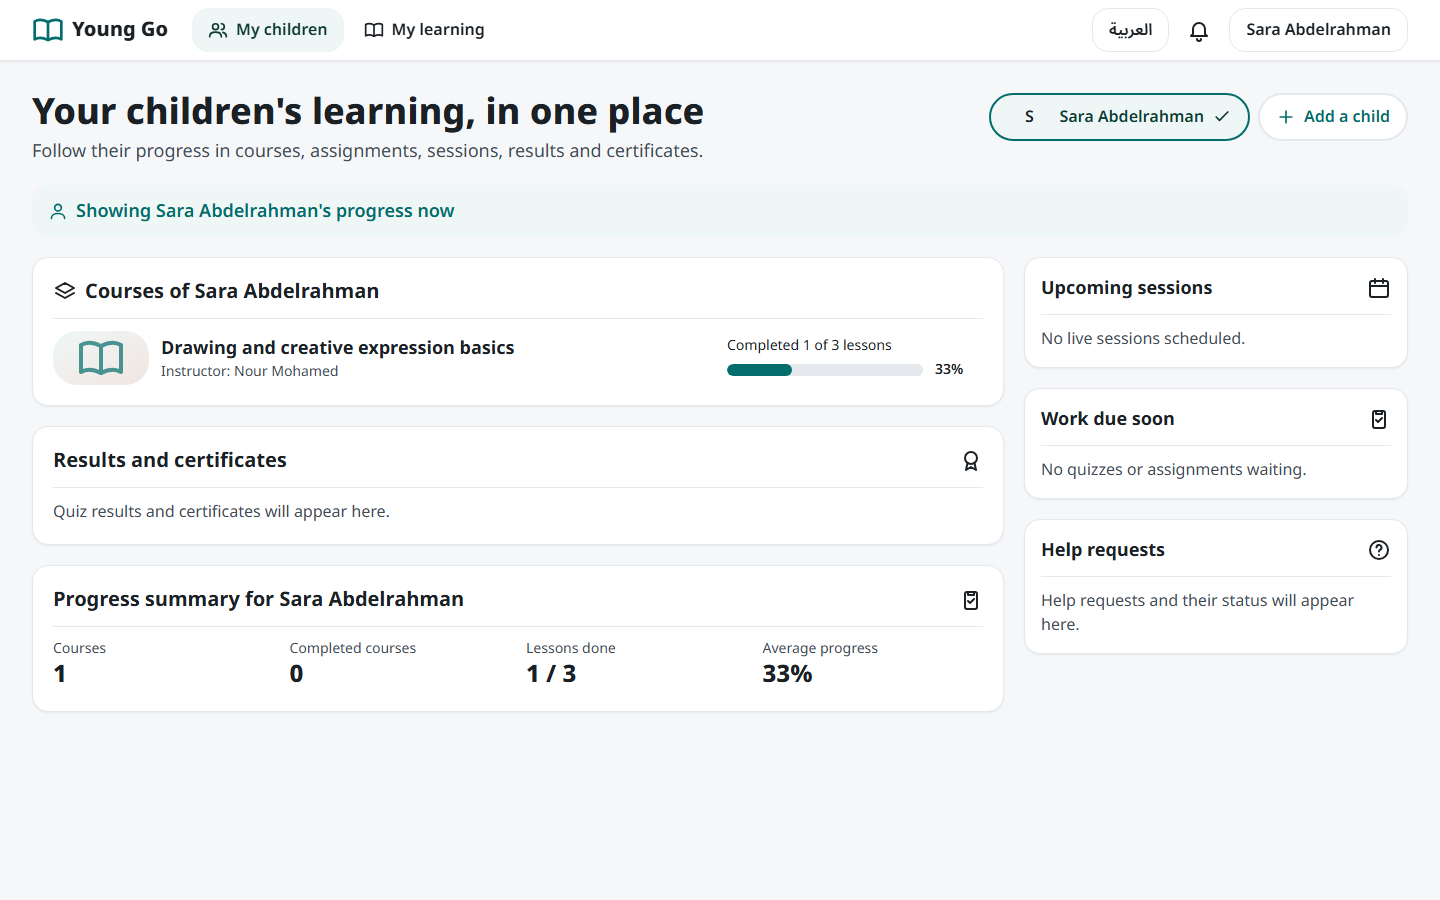 Young Go
My children
My learning
العربية
Sara Abdelrahman
Your children's learning, in one place
Follow their progress in courses, assignments, sessions, results and certificates.
S
Sara Abdelrahman
Add a child
Showing Sara Abdelrahman's progress now
Courses of Sara Abdelrahman
Drawing and creative expression basics
Instructor: Nour Mohamed
Completed 1 of 3 lessons
33%
Results and certificates
Quiz results and certificates will appear here.
Progress summary for Sara Abdelrahman
Courses
1
Completed courses
0
Lessons done
1 / 3
Average progress
33%
Upcoming sessions
No live sessions scheduled.
Work due soon
No quizzes or assignments waiting.
Help requests
Help requests and their status will appear
here.